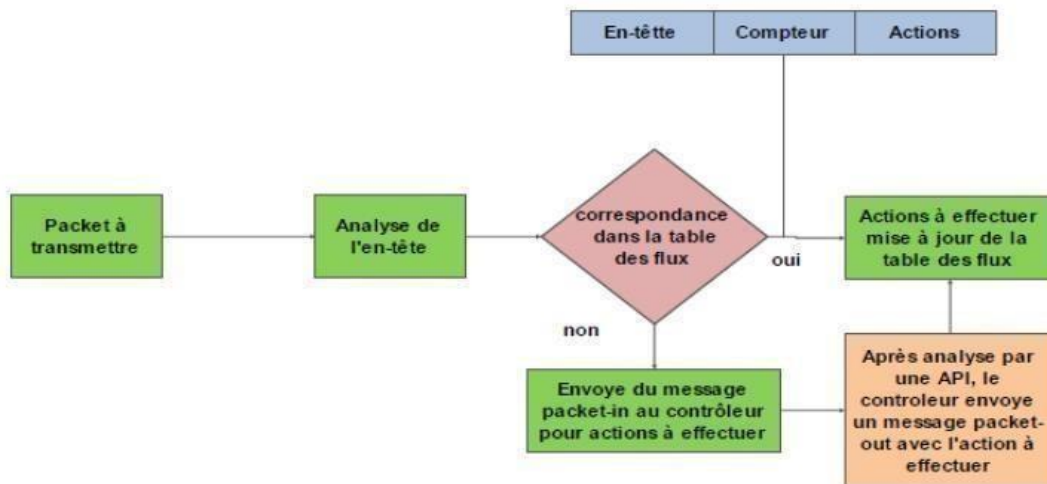 En-têtte
Compteur
Actions
Packet à
transmettre
Analyse de
l'en-tête
correspondance
dans la table
des flux
oui
Actions à effectuer
mise à jour de la
table des flux
non
Envoye du message
packet-in au contrôleur
pour actions à effectuer
Après analyse par
une API, le
controleur envoye
un message packet-
out avec l'action à
effectuer